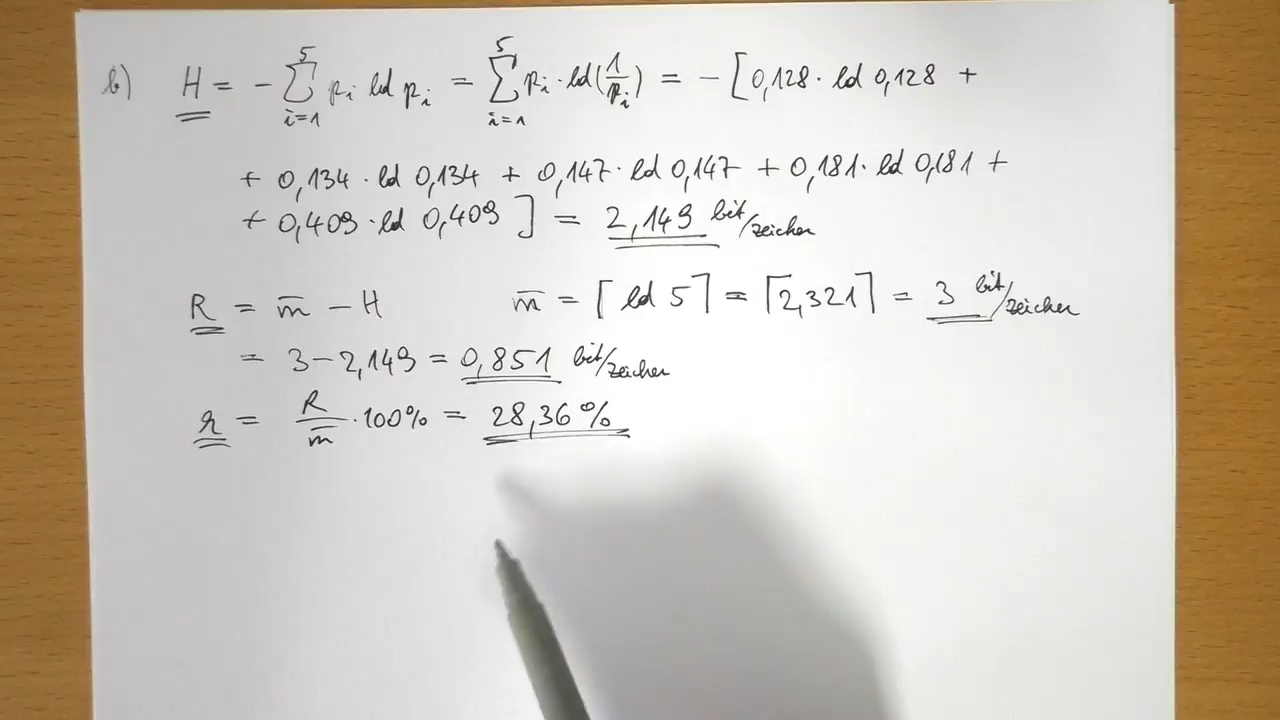 b) H = - ∑_{i=1}^{5} p_i ld p_i = ∑_{i=1}^{5} p_i · ld(1/p_i) = - [0,128 · ld 0,128 +
+ 0,134 · ld 0,134 + 0,147 · ld 0,147 + 0,181 · ld 0,181 +
+ 0,409 · ld 0,409 ] = 2,149 bit/zeichen
R = m̅ - H m̅ = ⌈ ld 5⌉ = ⌈2,321⌉ = 3 bit/zeichen
= 3 - 2,149 = 0,851 bit/zeichen
r = R/m̅ · 100% = 28,36 %